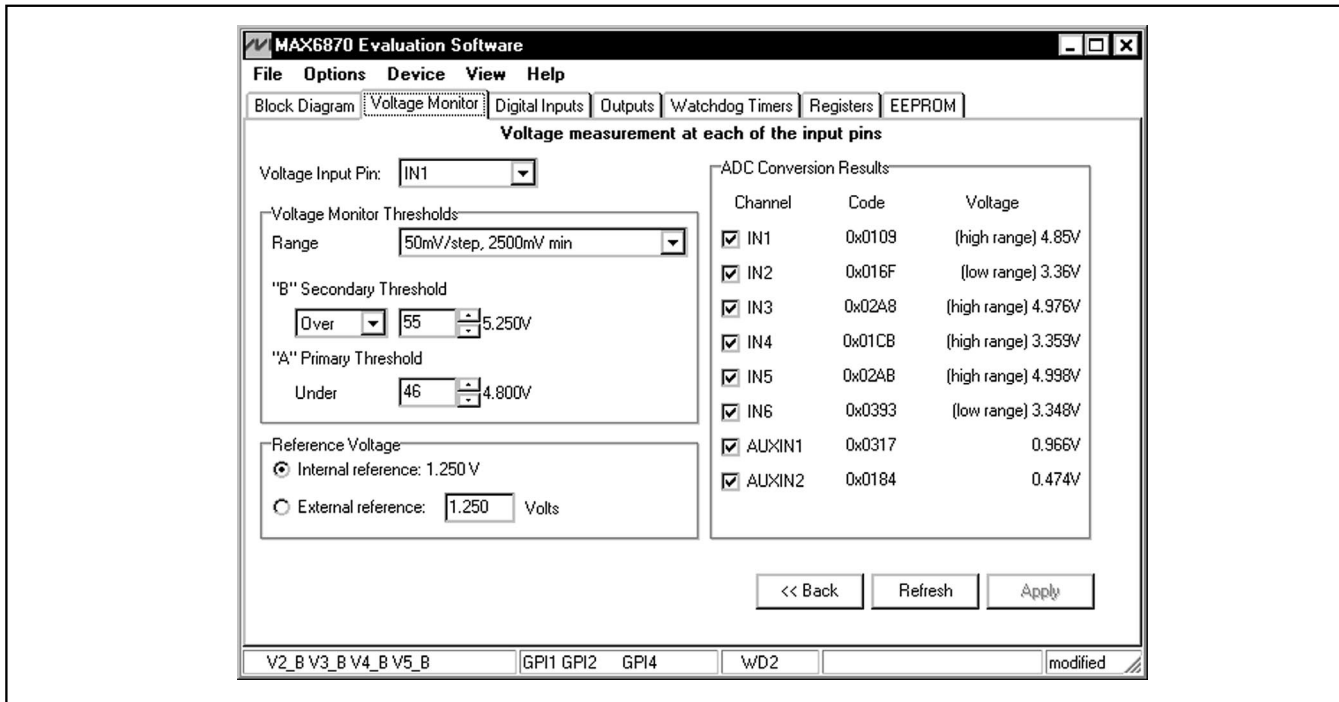 MAX6870 Evaluation Software
File Options Device View Help
Block Diagram Voltage Monitor Digital Inputs Outputs Watchdog Timers Registers EEPROM
Voltage measurement at each of the input pins
Voltage Input Pin: IN1
Voltage Monitor Thresholds
Range 50mV/step, 2500mV min
"B" Secondary Threshold
Over 55 5.250V
"A" Primary Threshold
Under 46 4.800V
Reference Voltage
Internal reference: 1.250 V
External reference: 1.250 Volts
ADC Conversion Results
Channel Code Voltage
IN1 0x0109 (high range) 4.85V
IN2 0x016F (low range) 3.36V
IN3 0x02A8 (high range) 4.976V
IN4 0x01CB (high range) 3.359V
IN5 0x02AB (high range) 4.998V
IN6 0x0393 (low range) 3.348V
AUXIN1 0x0317 0.966V
AUXIN2 0x0184 0.474V
<< Back Refresh Apply
V2_B V3_B V4_B V5_B GPI1 GPI2 GPI4 WD2 modified